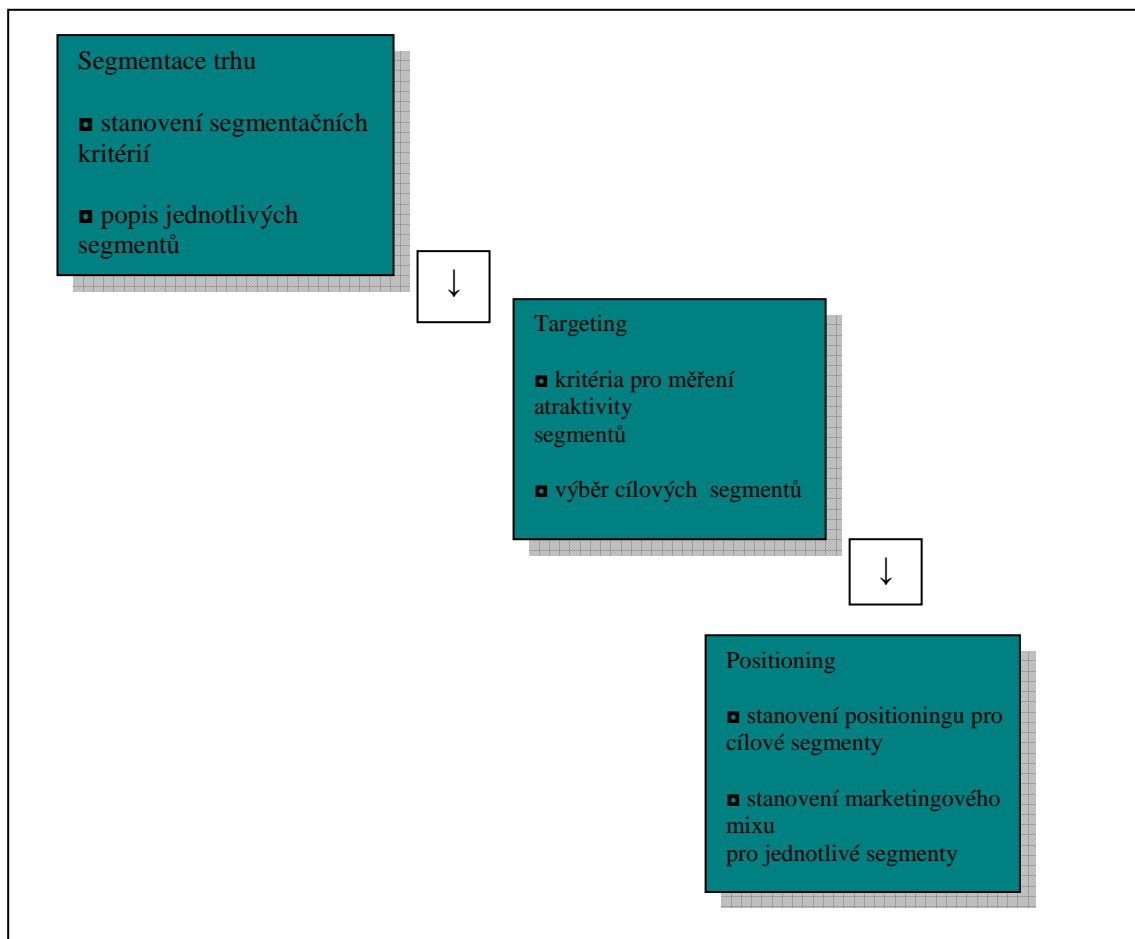 Segmentace trhu
◘ stanovení segmentačních
kritérií
◘ popis jednotlivých
segmentů
↓
Targeting
◘ kritéria pro měření
atraktivity
segmentů
◘ výběr cílových  segmentů
↓
Positioning
◘ stanovení positioningu pro
cílové segmenty
◘ stanovení marketingového
mixu
pro jednotlivé segmenty